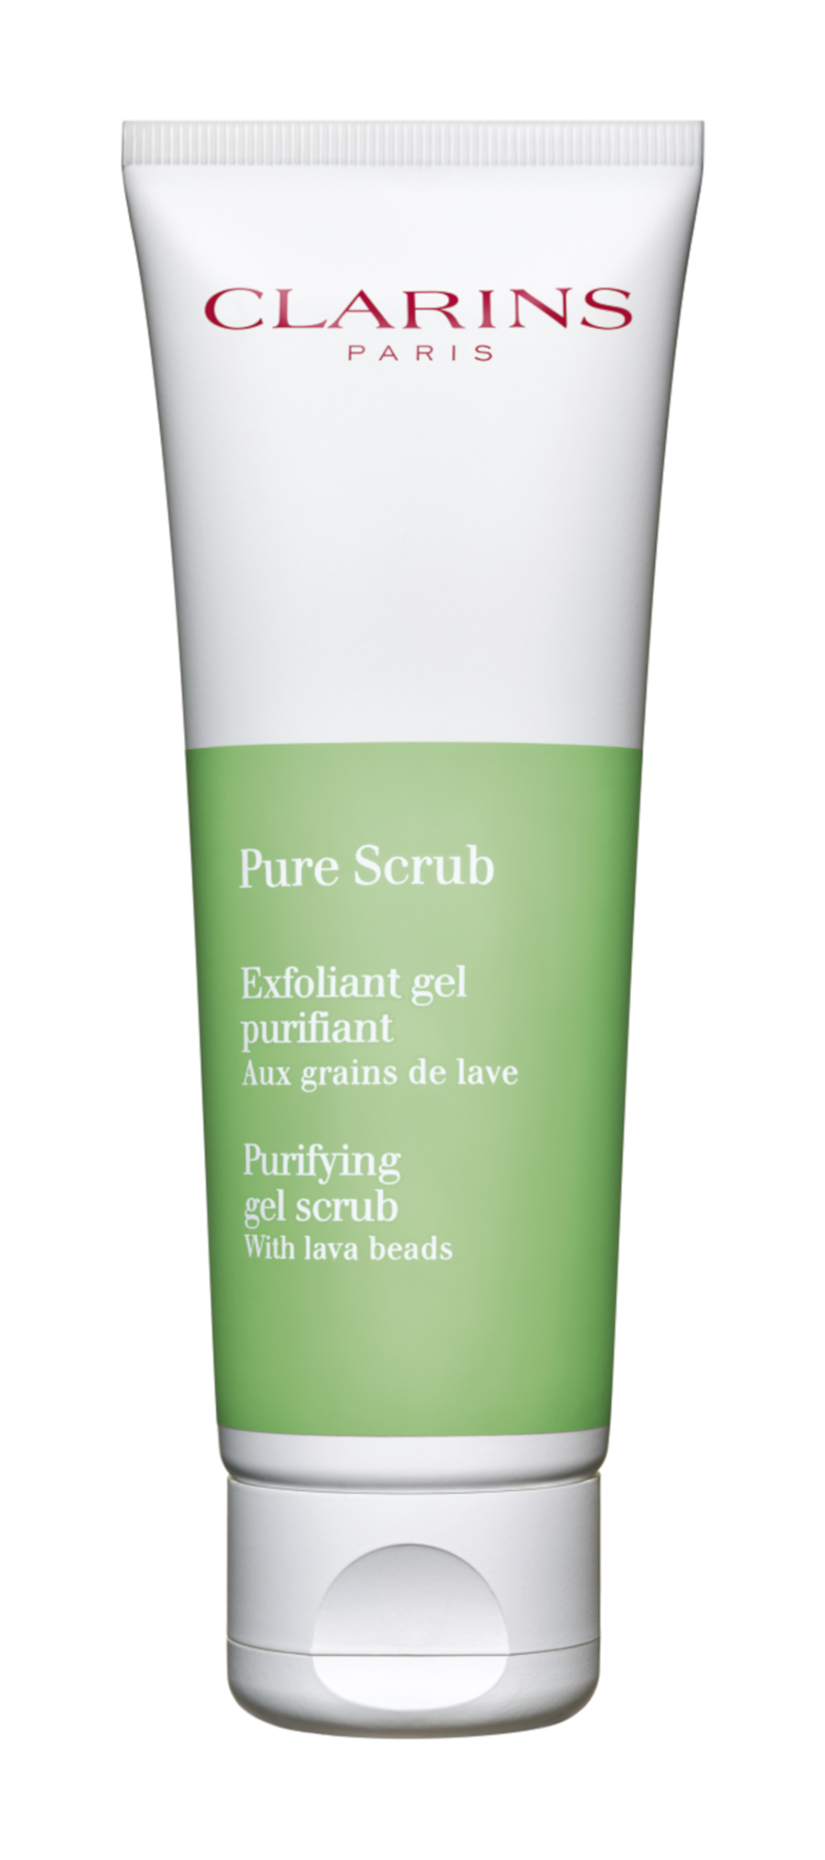 CLARINS
PARIS
Pure Scrub
Exfoliant gel
purifiant
Aux grains de lave
Purifying
gel scrub
With lava beads